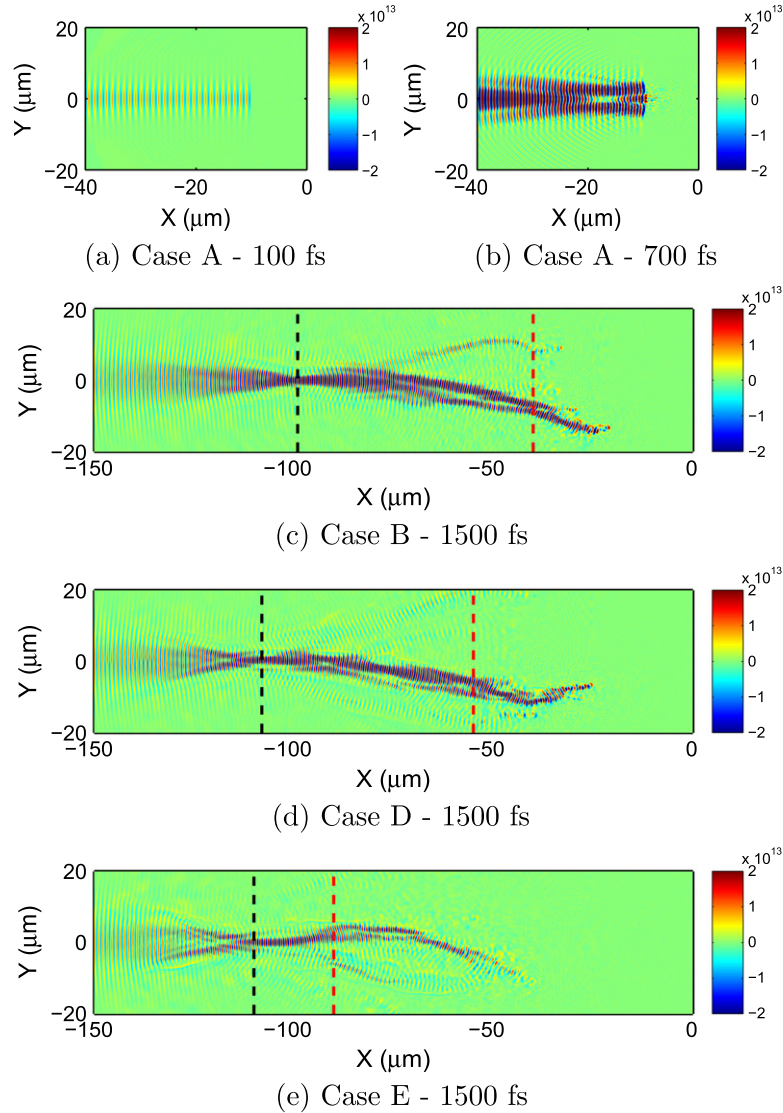 x 10^13
20 2
1
Y (μm) 0 0
−1
−20 −2
−40 −20 0
X (μm)
(a) Case A - 100 fs
x 10^13
20 2
1
Y (μm) 0 0
−1
−20 −2
−40 −20 0
X (μm)
(b) Case A - 700 fs
x 10^13
20 2
1
Y (μm) 0 0
−1
−20 −2
−150 −100 −50 0
X (μm)
(c) Case B - 1500 fs
x 10^13
20 2
1
Y (μm) 0 0
−1
−20 −2
−150 −100 −50 0
X (μm)
(d) Case D - 1500 fs
x 10^13
20 2
1
Y (μm) 0 0
−1
−20 −2
−150 −100 −50 0
X (μm)
(e) Case E - 1500 fs